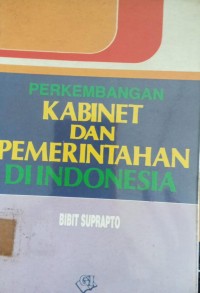 PERKEMBANGAN
KABINET
DAN
PEMERINTAHAN
DI INDONESIA
BIBIT SUPRAPTO